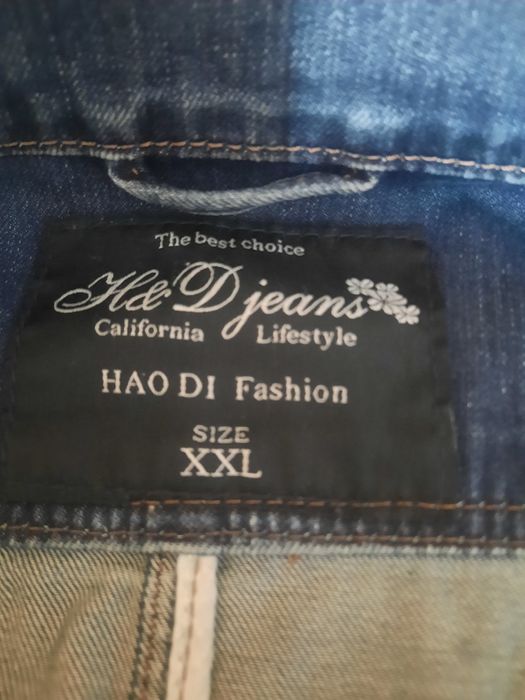 The best choice
H&D jeans
California Lifestyle
HAO DI Fashion
SIZE
XXL